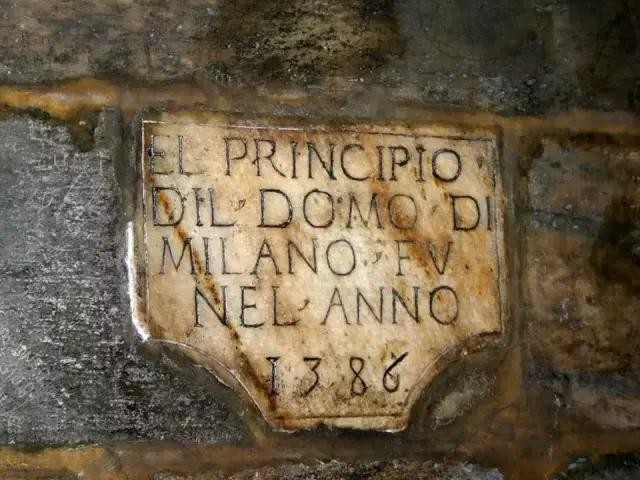 EL PRINCIPIO
DIL·DOMO DI
MILANO·FV
NEL·ANNO
1386